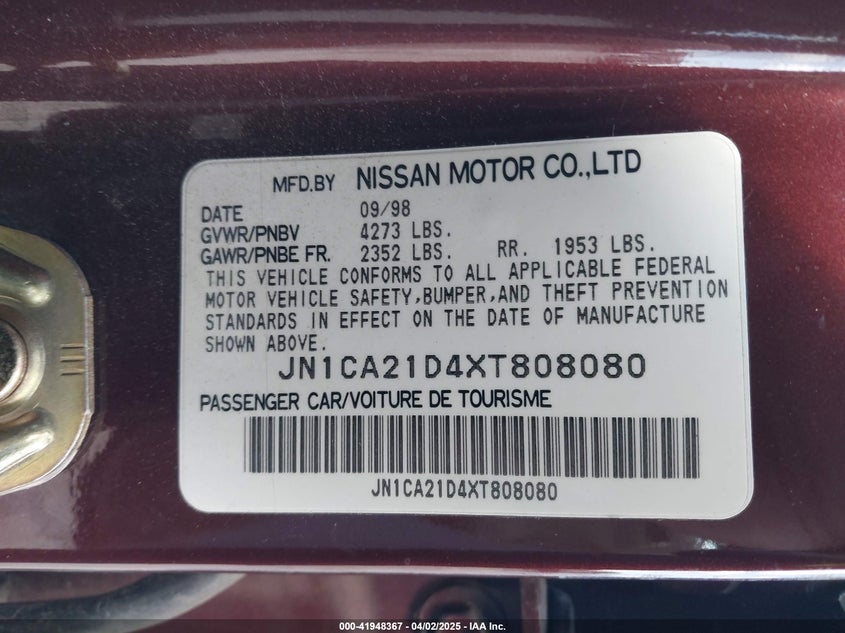 MFD.BY NISSAN MOTOR CO.,LTD
DATE 09/98
GVWR/PNBV 4273 LBS.
GAWR/PNBE FR. 2352 LBS. RR. 1953 LBS.
THIS VEHICLE CONFORMS TO ALL APPLICABLE FEDERAL
MOTOR VEHICLE SAFETY,BUMPER,AND THEFT PREVENTION
STANDARDS IN EFFECT ON THE DATE OF MANUFACTURE
SHOWN ABOVE.
JN1CA21D4XT808080
PASSENGER CAR/VOITURE DE TOURISME
JN1CA21D4XT808080
000-41948367 04/02/2025 IAA Inc.